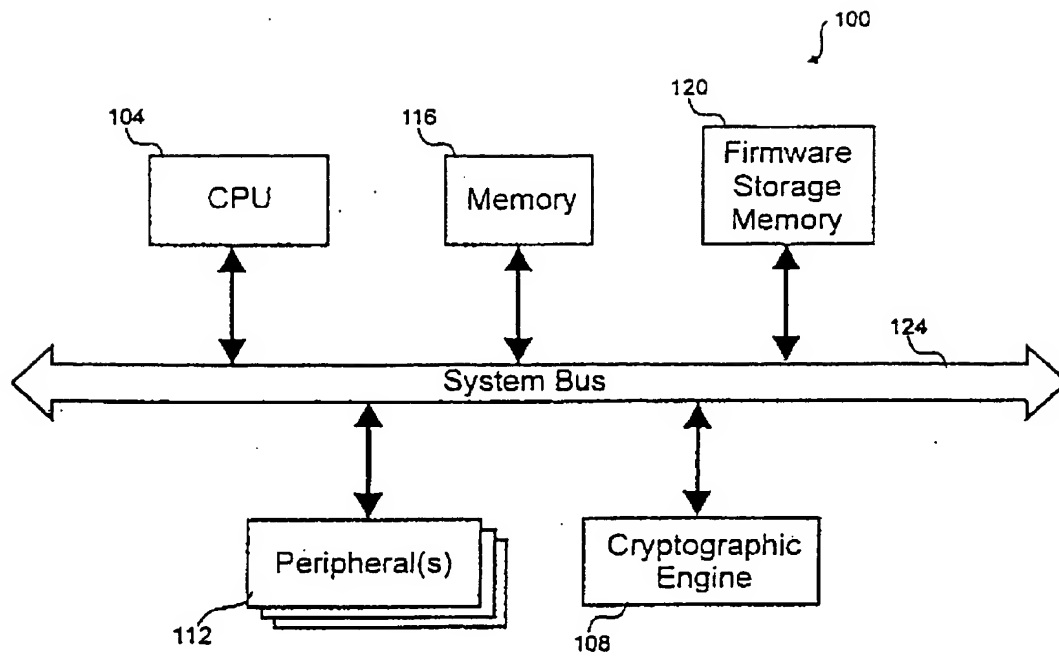 100
120
104
116
Firmware
Storage
Memory
CPU
Memory
124
System Bus
Peripheral(s)
Cryptographic
Engine
112
108